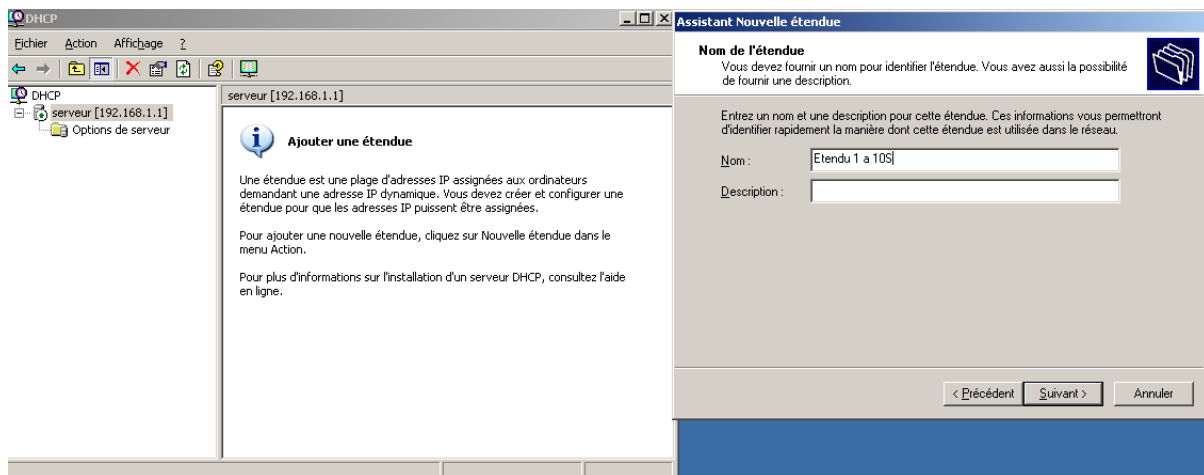 DHCP
Fichier Action Affichage ?
DHCP
serveur [192.168.1.1]
Options de serveur
serveur [192.168.1.1]
Ajouter une étendue
Une étendue est une plage d'adresses IP assignées aux ordinateurs
demandant une adresse IP dynamique. Vous devez créer et configurer une
étendue pour que les adresses IP puissent être assignées.
Pour ajouter une nouvelle étendue, cliquez sur Nouvelle étendue dans le
menu Action.
Pour plus d'informations sur l'installation d'un serveur DHCP, consultez l'aide
en ligne.
Assistant Nouvelle étendue
Nom de l'étendue
Vous devez fournir un nom pour identifier l'étendue. Vous avez aussi la possibilité
de fournir une description.
Entrez un nom et une description pour cette étendue. Ces informations vous permettront
d'identifier rapidement la manière dont cette étendue est utilisée dans le réseau.
Nom : Etendu 1 a 10S
Description :
< Précédent Suivant > Annuler